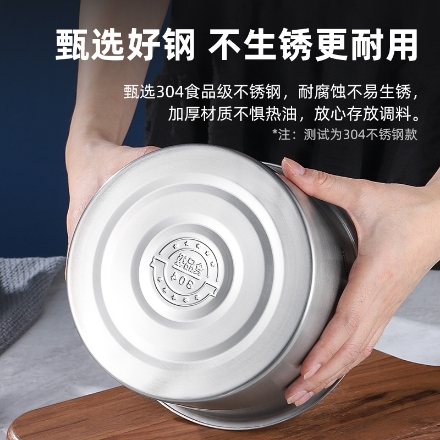 甄选好钢 不生锈更耐用
甄选304食品级不锈钢，耐腐蚀不易生锈，
加厚材质不惧热油，放心存放调料。
*注：测试为304不锈钢款
304